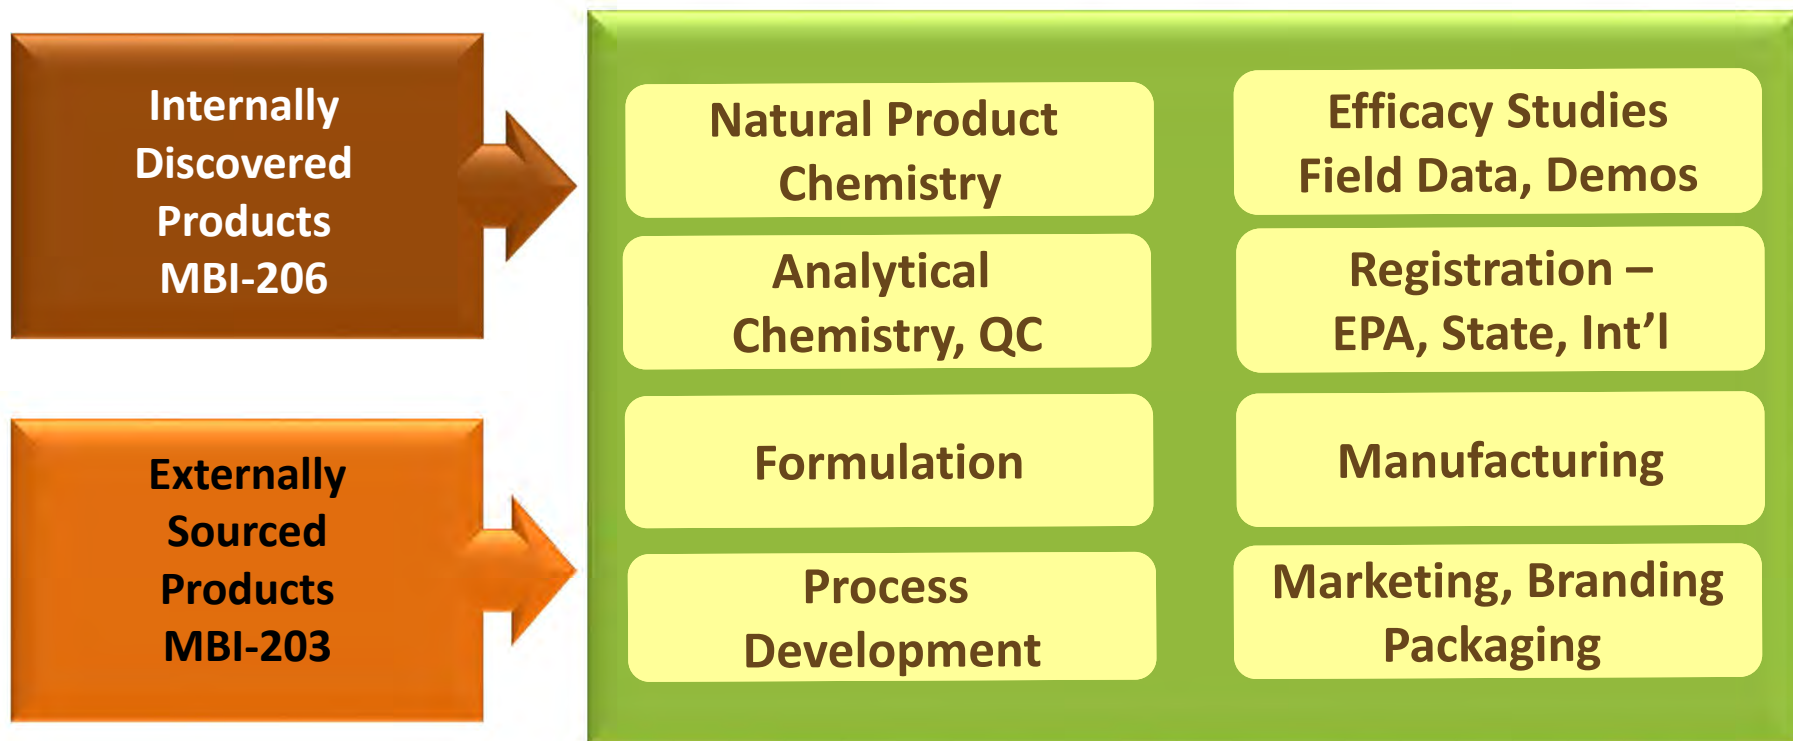 Internally
Discovered
Products
MBI-206
Externally
Sourced
Products
MBI-203
Natural Product
Chemistry
Analytical
Chemistry, QC
Formulation
Process
Development
Efficacy Studies
Field Data, Demos
Registration –
EPA, State, Int’l
Manufacturing
Marketing, Branding
Packaging